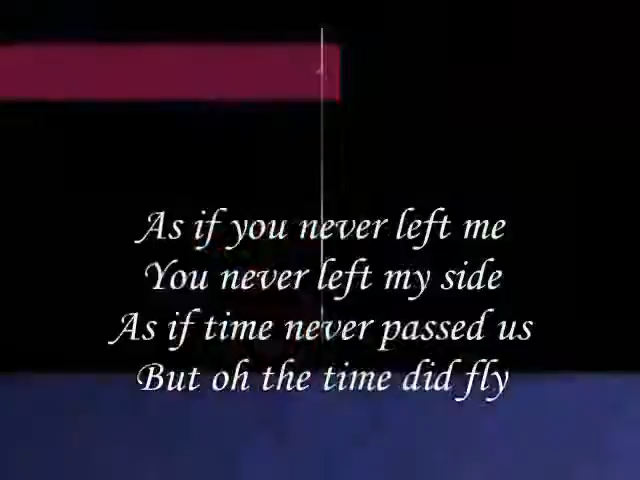 As if you never left me
You never left my side
As if time never passed us
But oh the time did fly